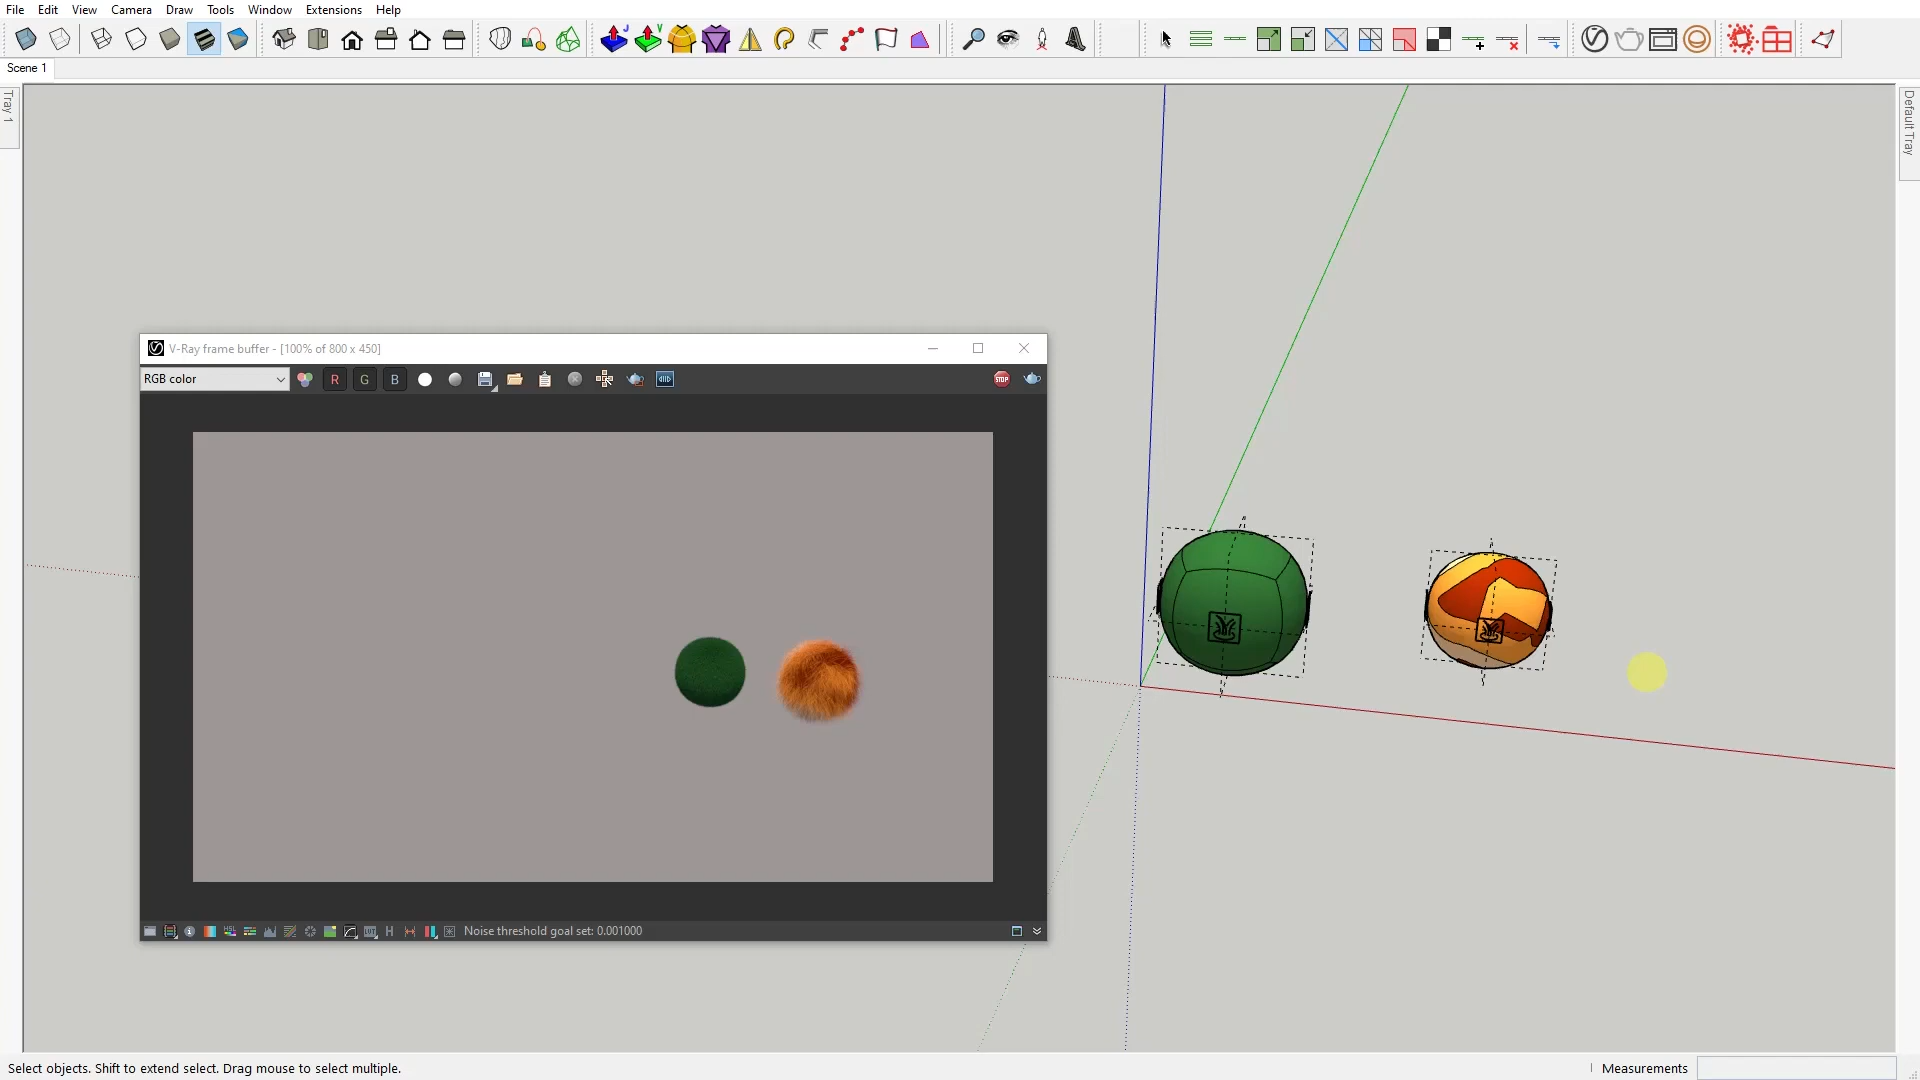 File Edit View Camera Draw Tools Window Extensions Help
Scene 1
Tray 1
Default Tray
V-Ray frame buffer - [100% of 800 x 450]
RGB color
R G B
STOP
HSL
LUT
H
Noise threshold goal set: 0.001000
Select objects. Shift to extend select. Drag mouse to select multiple.
Measurements